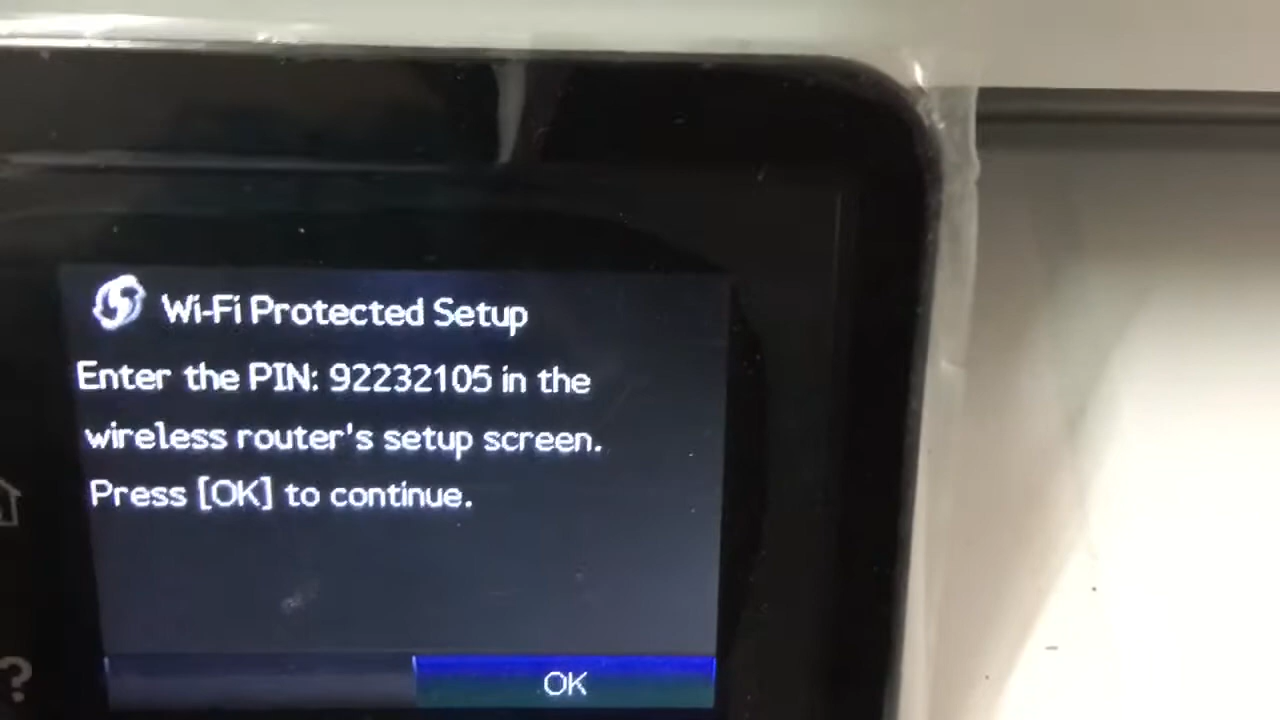 Wi-Fi Protected Setup
Enter the PIN: 92232105 in the
wireless router's setup screen.
Press [OK] to continue.
?
OK